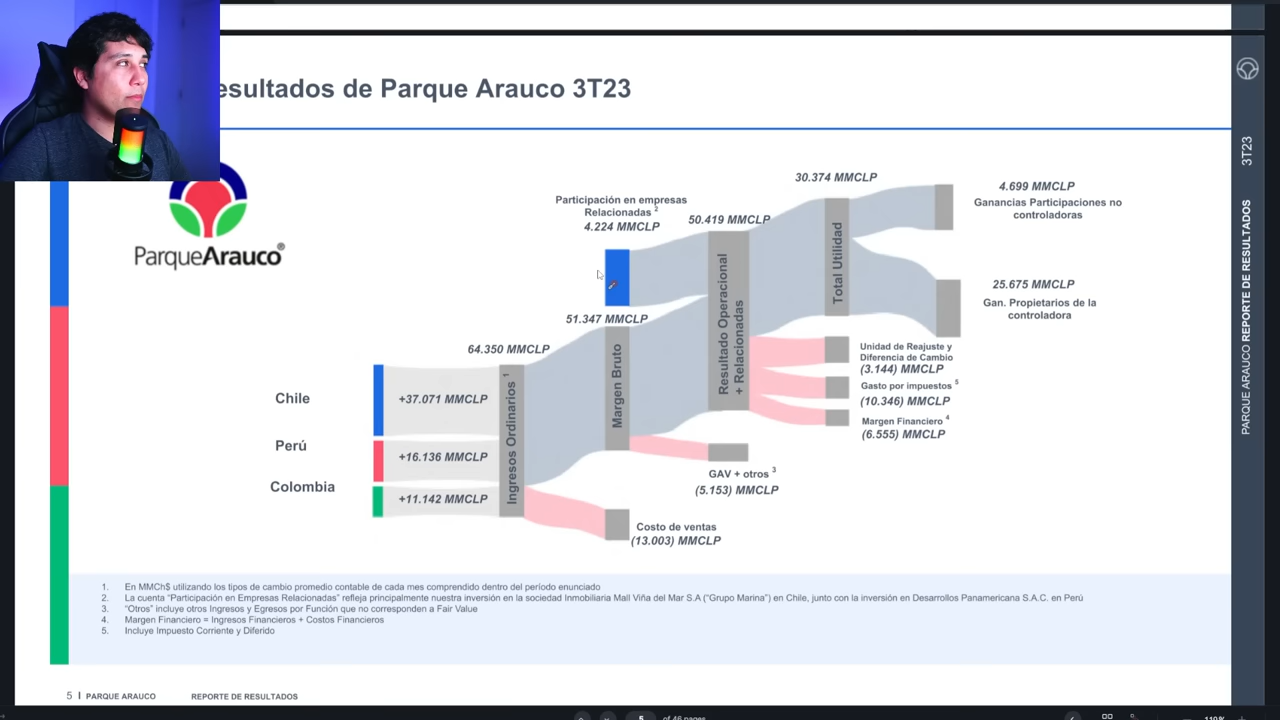 esultados de Parque Arauco 3T23
ParqueArauco®
Participación en empresas
Relacionadas 2
4.224 MMCLP
50.419 MMCLP
30.374 MMCLP
4.699 MMCLP
Ganancias Participaciones no
controladoras
25.675 MMCLP
Gan. Propietarios de la
controladora
Total Utilidad
Resultado Operacional
+ Relacionadas
51.347 MMCLP
Margen Bruto
64.350 MMCLP
Ingresos Ordinarios 1
Chile
+37.071 MMCLP
Perú
+16.136 MMCLP
Colombia
+11.142 MMCLP
Unidad de Reajuste y
Diferencia de Cambio
(3.144) MMCLP
Gasto por impuestos 5
(10.346) MMCLP
Margen Financiero 4
(6.555) MMCLP
GAV + otros 3
(5.153) MMCLP
Costo de ventas
(13.003) MMCLP
1. En MMCh$ utilizando los tipos de cambio promedio contable de cada mes comprendido dentro del período enunciado
2. La cuenta "Participación en Empresas Relacionadas" refleja principalmente nuestra inversión en la sociedad Inmobiliaria Mall Viña del Mar S.A ("Grupo Marina") en Chile, junto con la inversión en Desarrollos Panamericana S.A.C. en Perú
3. "Otros" incluye otros Ingresos y Egresos por Función que no corresponden a Fair Value
4. Margen Financiero = Ingresos Financieros + Costos Financieros
5. Incluye Impuesto Corriente y Diferido
5 | PARQUE ARAUCO REPORTE DE RESULTADOS
PARQUE ARAUCO REPORTE DE RESULTADOS 3T23
5 of 46 pages
110%